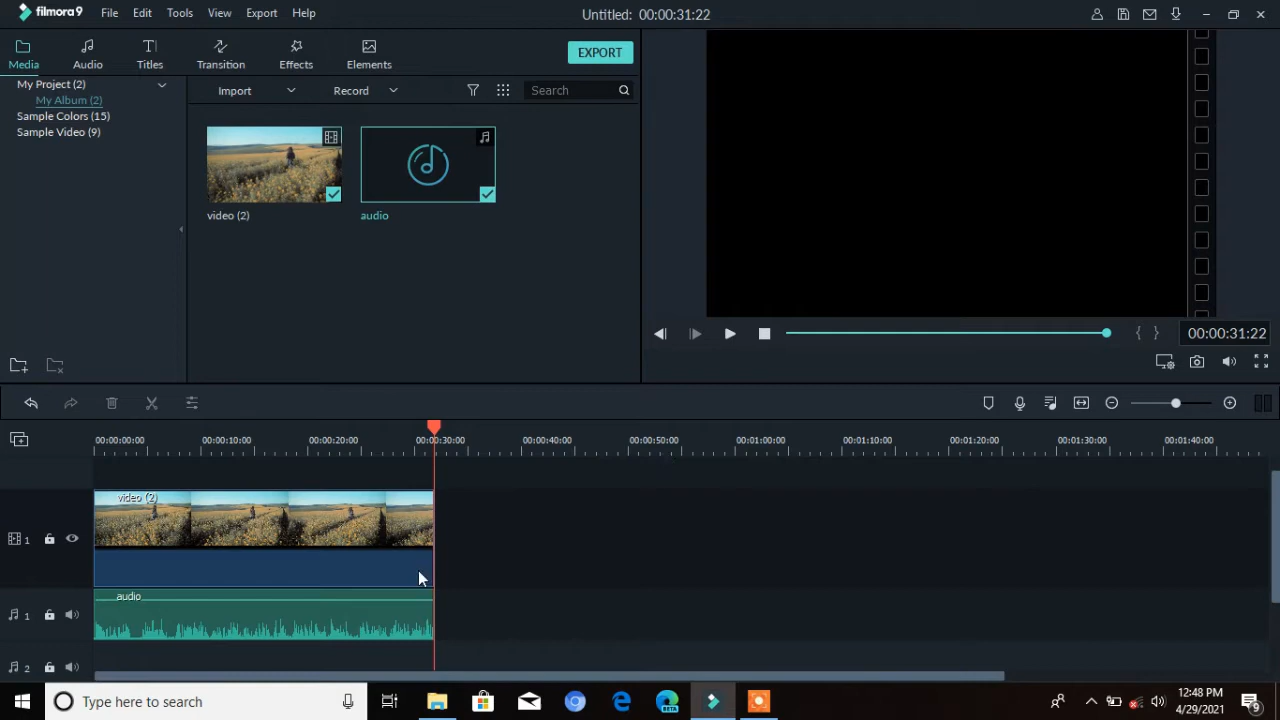 filmora9 File Edit Tools View Export Help Untitled: 00:00:31:22
Media Audio Titles Transition Effects Elements EXPORT
My Project (2)
My Album (2)
Sample Colors (15)
Sample Video (9)
Import Record Search
video (2) audio
00:00:31:22
00:00:00:00 00:00:10:00 00:00:20:00 00:00:30:00 00:00:40:00 00:00:50:00 00:01:00:00 00:01:10:00 00:01:20:00 00:01:30:00 00:01:40:00
video (2)
1
audio
1
2
Type here to search
BETA
12:48 PM
4/29/2021
9